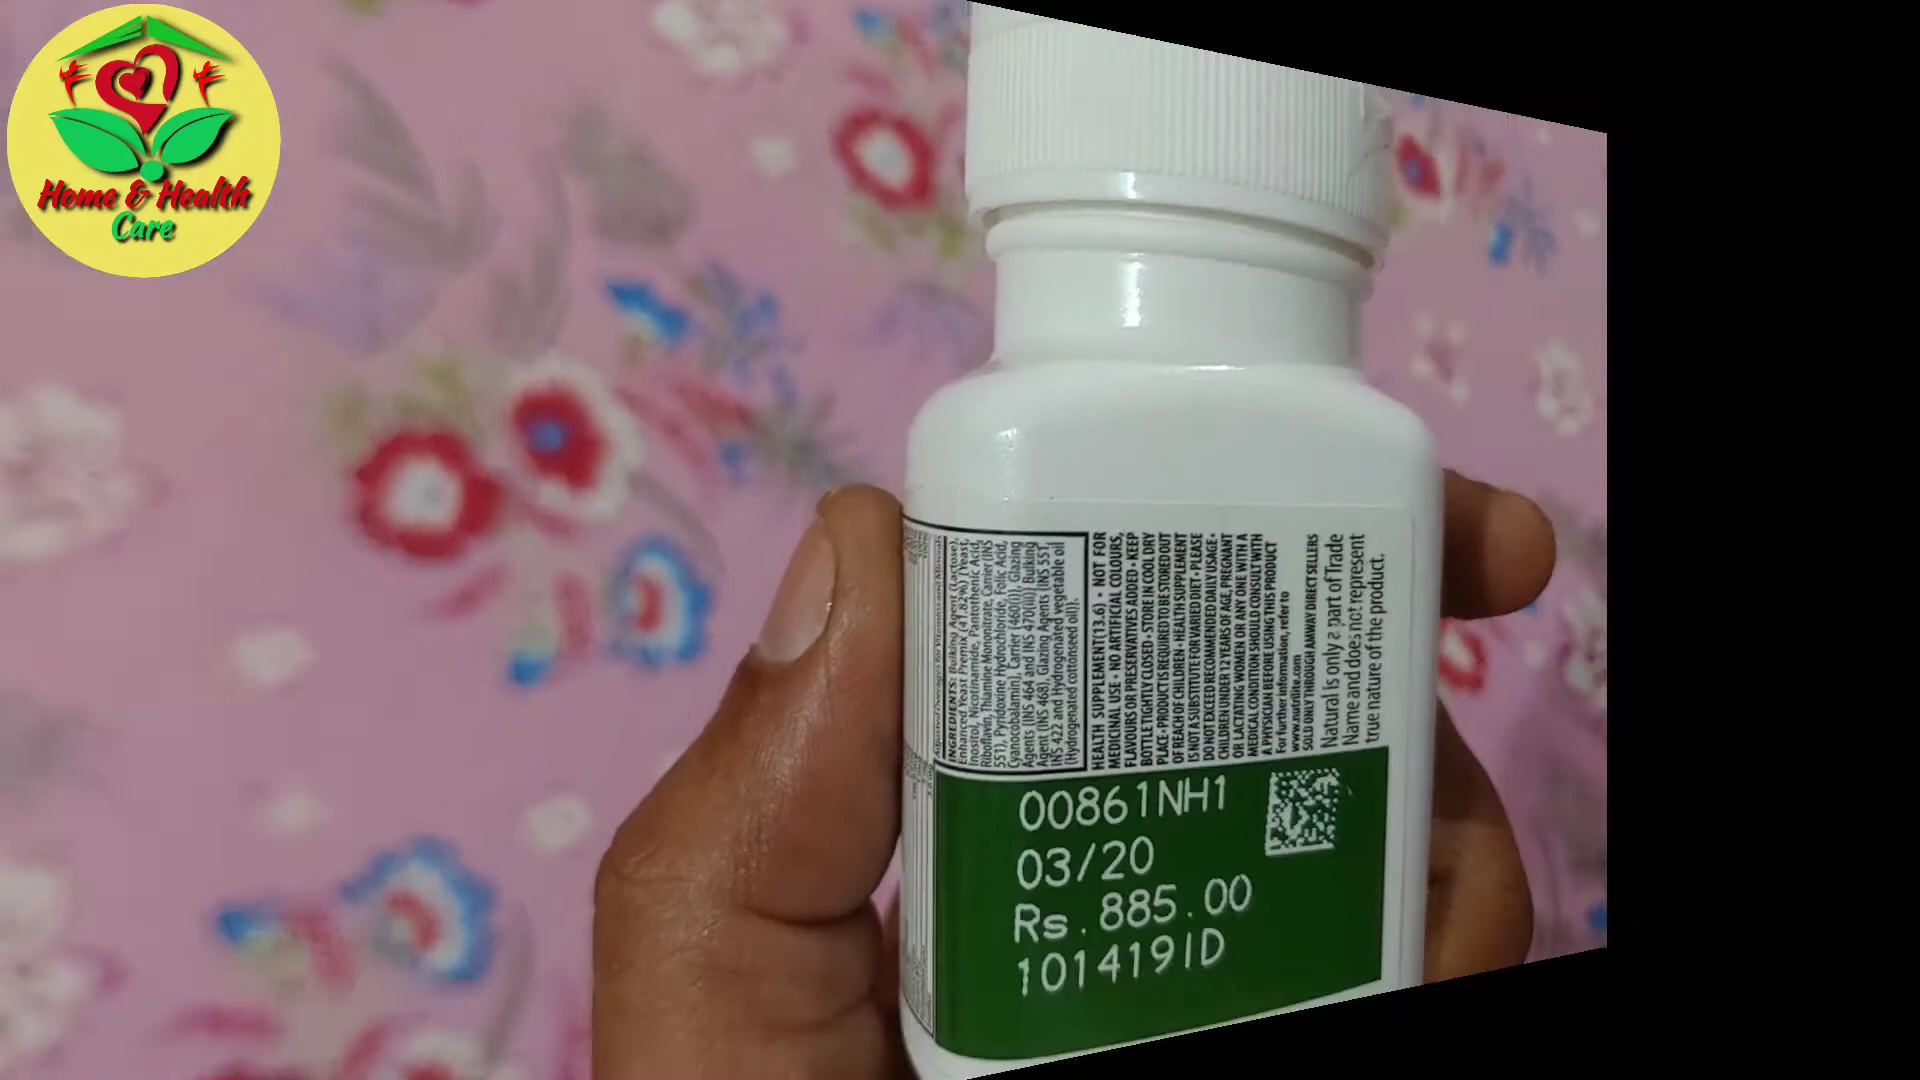 Home & Health
Care
INGREDIENTS: Bulking Agent (Lactose),
Enhanced Yeast Premix (41.82%) [Yeast,
Inositol, Nicotinamide, Pantothenic Acid,
Riboflavin, Thiamine Mononitrate, Carrier (INS
551), Pyridoxine Hydrochloride, Folic Acid,
Cyanocobalamin], Carrier (460(i)), Glazing
Agents (INS 464 and INS 470(iii)) Bulking
Agent (INS 468), Glazing Agents (INS 551,
INS 422 and Hydrogenated vegetable oil
(Hydrogenated cottonseed oil)).
HEALTH SUPPLEMENT(13.6) • NOT FOR
MEDICINAL USE • NO ARTIFICIAL COLOURS,
FLAVOURS OR PRESERVATIVES ADDED • KEEP
BOTTLE TIGHTLY CLOSED • STORE IN COOL DRY
PLACE • PRODUCT IS REQUIRED TO BE STORED OUT
OF REACH OF CHILDREN • HEALTH SUPPLEMENT
IS NOT A SUBSTITUTE FOR VARIED DIET • PLEASE
DO NOT EXCEED RECOMMENDED DAILY USAGE •
CHILDREN UNDER 12 YEARS OF AGE, PREGNANT
OR LACTATING WOMEN OR ANY ONE WITH A
MEDICAL CONDITION SHOULD CONSULT WITH
A PHYSICIAN BEFORE USING THIS PRODUCT
For further information, refer to
www.nutrilite.com
SOLD ONLY THROUGH AMWAY DIRECT SELLERS
Natural is only a part of Trade
Name and does not represent
true nature of the product.
00861NH1
03/20
Rs.885.00
101419ID